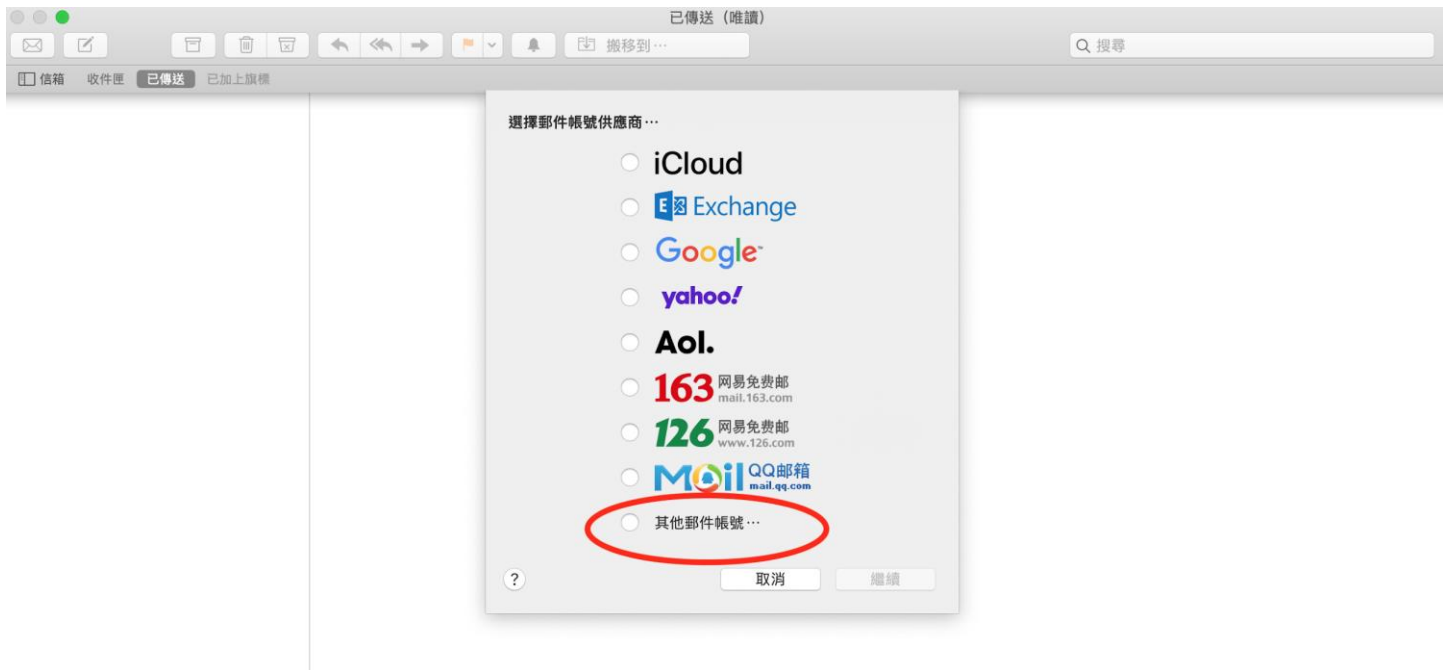 已傳送（唯讀）
搬移到…
搜尋
信箱 收件匣 已傳送 已加上旗標
選擇郵件帳號供應商…
iCloud
E Exchange
Google
yahoo!
Aol.
163 网易免费邮
mail.163.com
126 网易免费邮
www.126.com
Mail QQ邮箱
mail.qq.com
其他郵件帳號…
? 取消 繼續